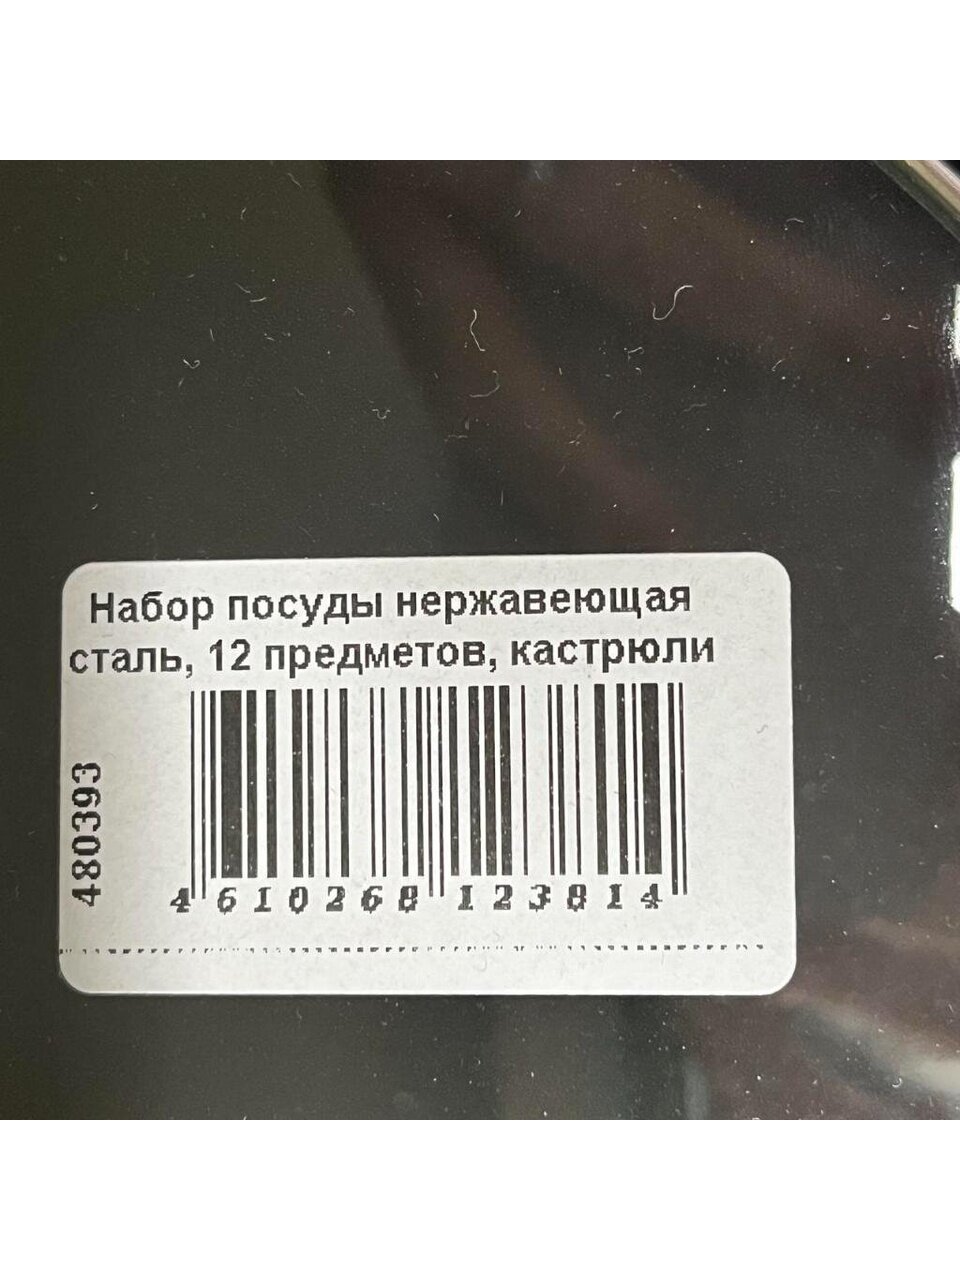 Набор посуды нержавеющая
сталь, 12 предметов, кастрюли
480393
4 610268 123814